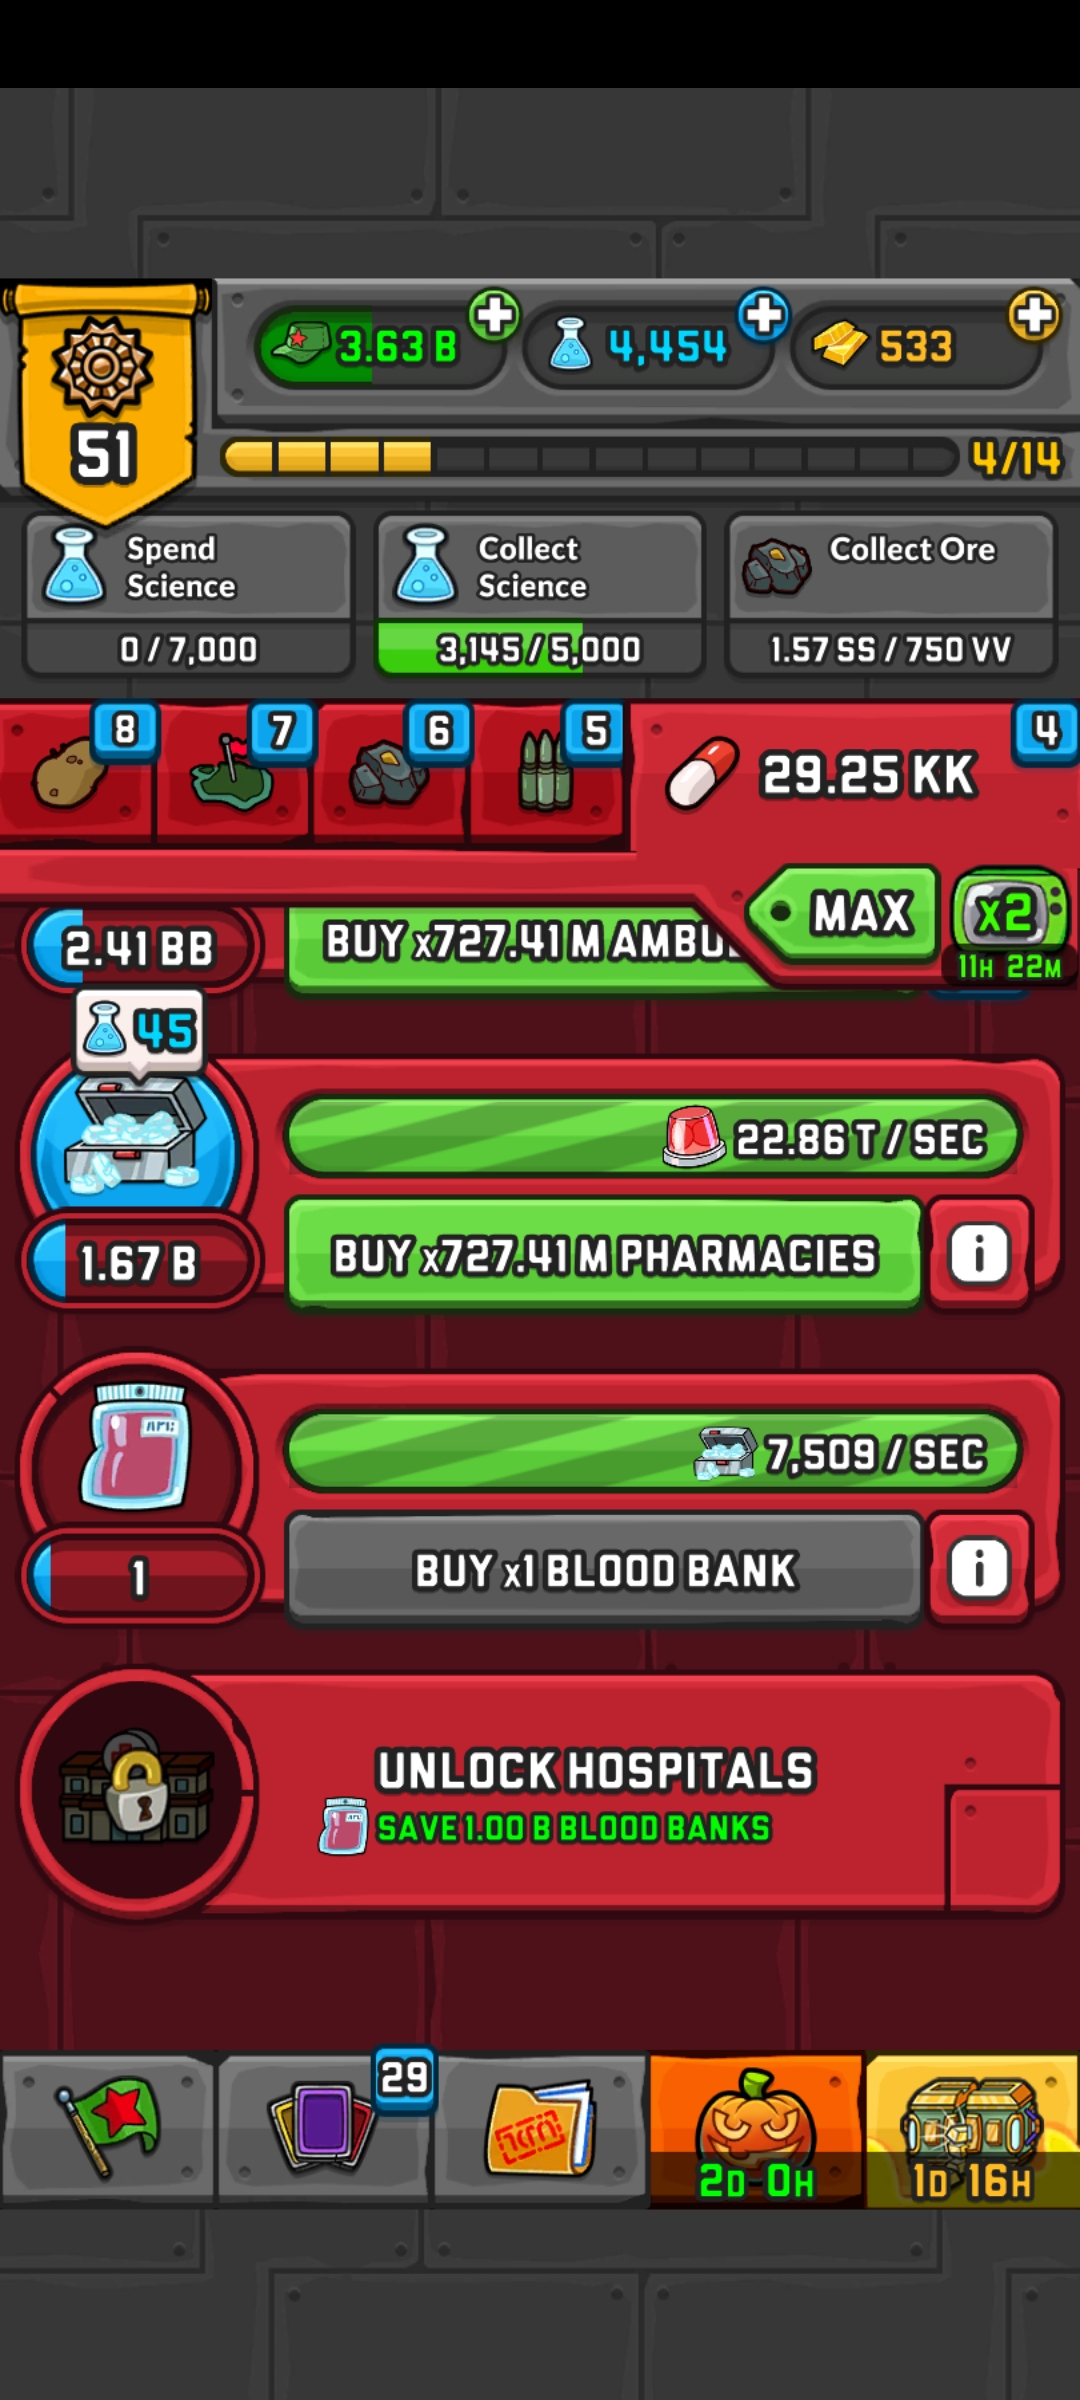 3.63 B
4,454
533
51
4/14
Spend
Science
0 / 7,000
Collect
Science
3,145 / 5,000
Collect Ore
1.57 SS / 750 VV
8
7
6
5
4
29.25 KK
MAX
x2
11H 22M
2.41 BB
BUY x727.41 M
45
22.86 T / SEC
1.67 B
BUY x727.41 M PHARMACIES
i
7,509 / SEC
1
BUY x1 BLOOD BANK
i
UNLOCK HOSPITALS
SAVE 1.00 B BLOOD BANKS
29
2D 0H
1D 16H